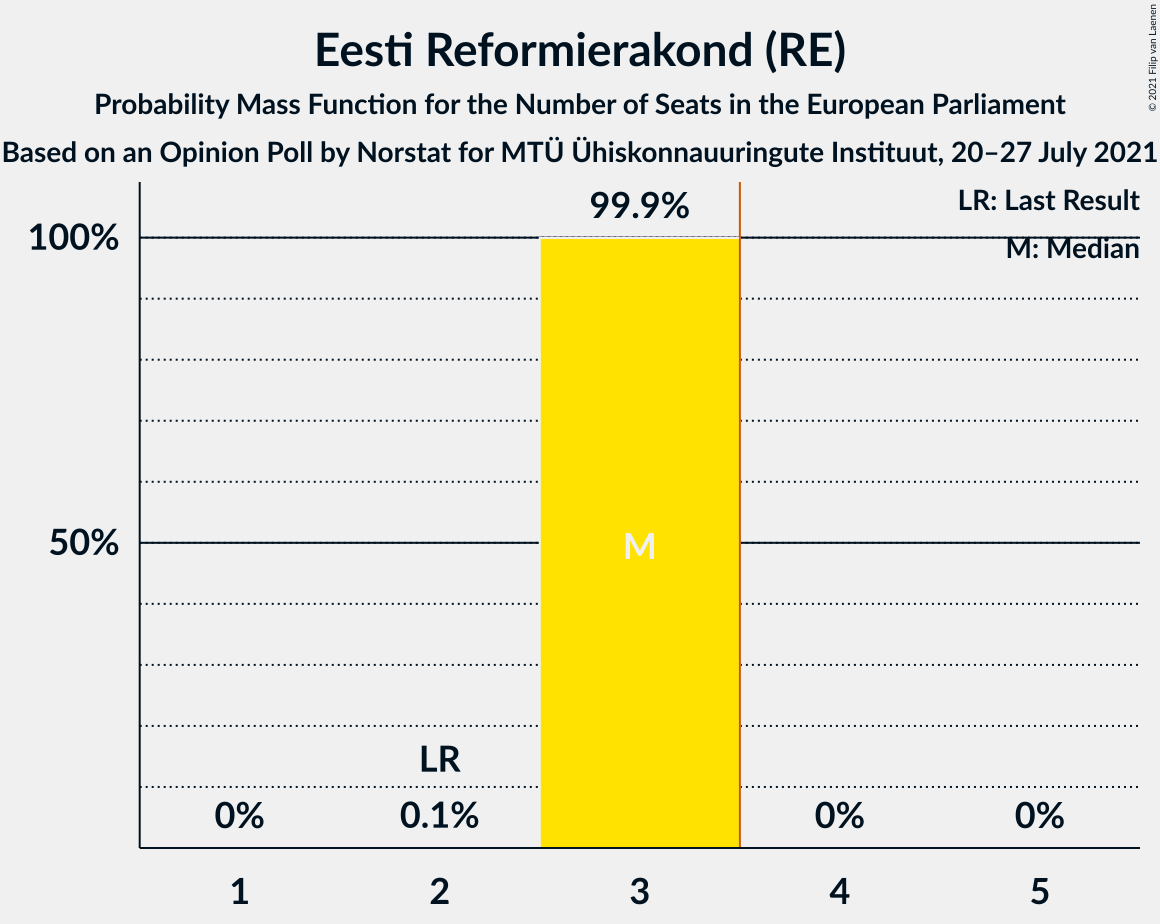 Eesti Reformierakond (RE)
Probability Mass Function for the Number of Seats in the European Parliament
Based on an Opinion Poll by Norstat for MTÜ Ühiskonnauuringute Instituut, 20–27 July 2021
© 2021 Filip van Laenen
99.9%
LR: Last Result
M: Median
100%
50%
M
LR
0%
0.1%
0%
0%
1
2
3
4
5